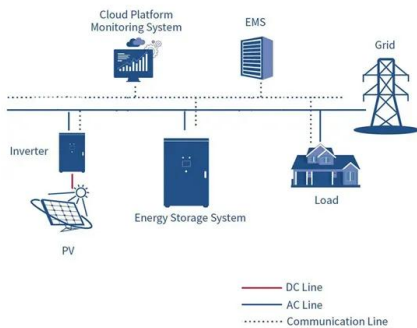 Cloud Platform
Monitoring System
EMS
Grid
Inverter
Energy Storage System
Load
PV
DC Line
AC Line
Communication Line